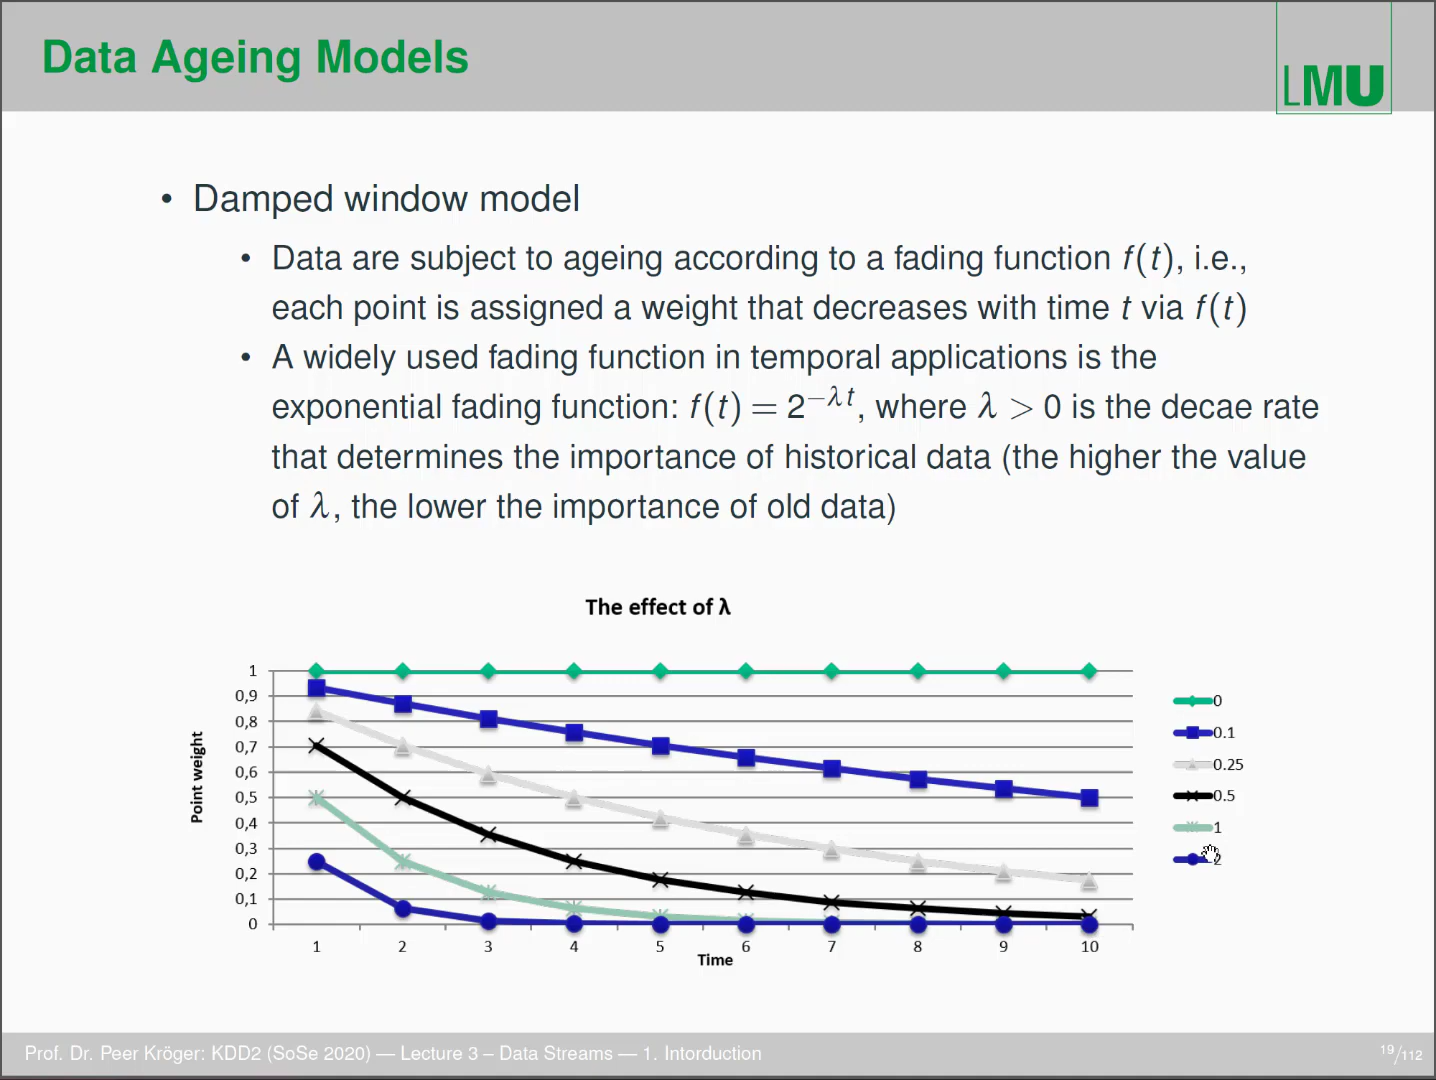 Data Ageing Models
LMU
• Damped window model
• Data are subject to ageing according to a fading function f(t), i.e.,
each point is assigned a weight that decreases with time t via f(t)
• A widely used fading function in temporal applications is the
exponential fading function: f(t) = 2^{−λt}, where λ > 0 is the decae rate
that determines the importance of historical data (the higher the value
of λ, the lower the importance of old data)
The effect of λ
Point weight
1
0,9
0,8
0,7
0,6
0,5
0,4
0,3
0,2
0,1
0
1 2 3 4 5 6 7 8 9 10
Time
0
0.1
0.25
0.5
1
2
Prof. Dr. Peer Kröger: KDD2 (SoSe 2020) — Lecture 3 – Data Streams — 1. Intorduction
19/112